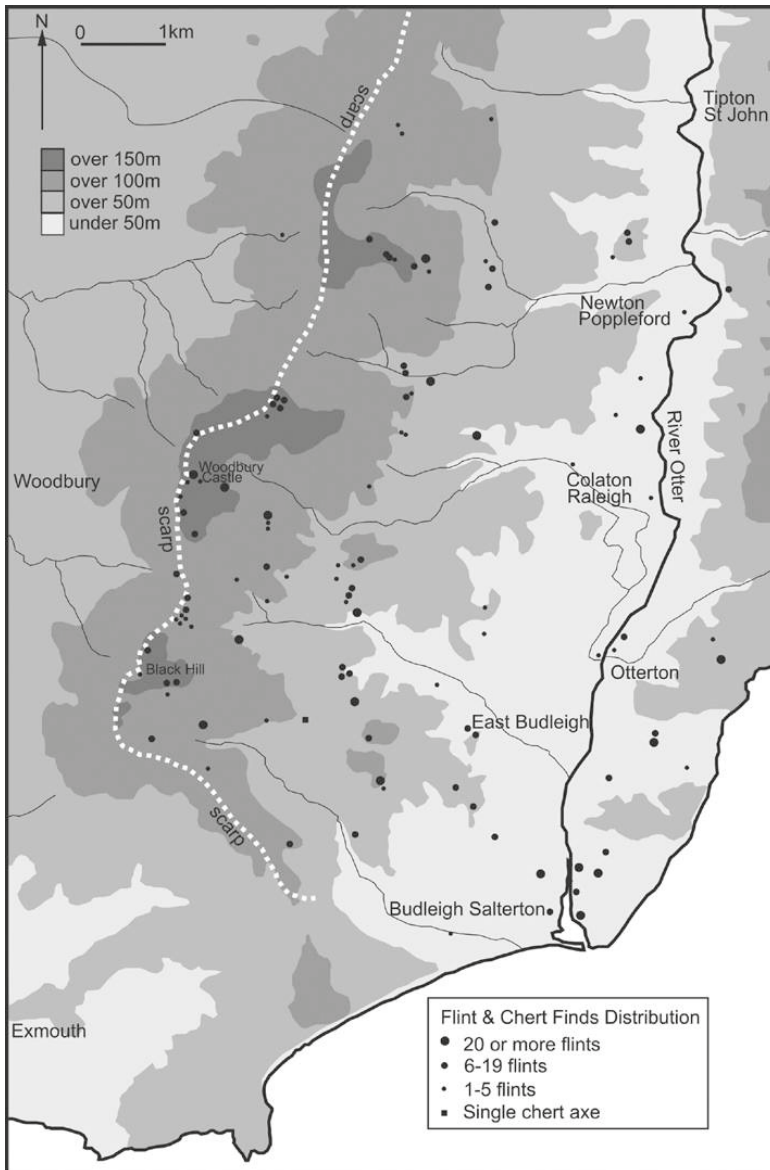 N
0 1km
over 150m
over 100m
over 50m
under 50m
scarp
Tipton
St John
Newton
Poppleford
River Otter
Woodbury
Woodbury
Castle
Colaton
Raleigh
scarp
Black Hill
Otterton
East Budleigh
scarp
Budleigh Salterton
Exmouth
Flint & Chert Finds Distribution
20 or more flints
6-19 flints
1-5 flints
Single chert axe